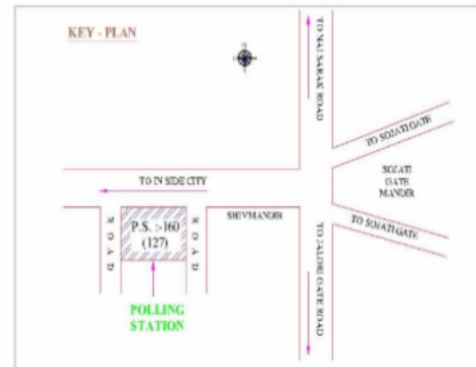 KEY - PLAN
TO NAI SARAK ROAD
TO SOJATI GATE
SOJATI
GATE
MANDIR
TO IN SIDE CITY
SHIVMANDIR
TO SOJATI GATE
ROAD
P.S. :-160
(127)
ROAD
TO JALORI GATE ROAD
POLLING
STATION